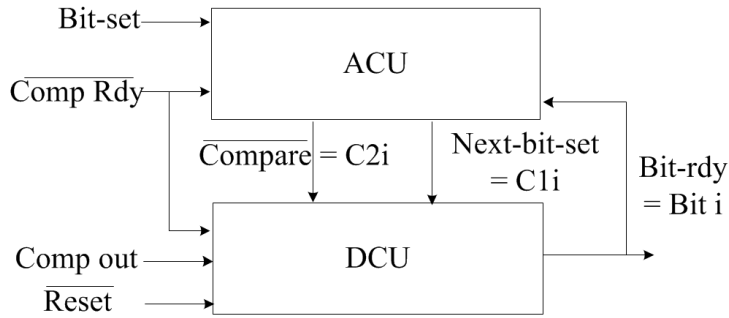 Bit-set
ACU
Comp Rdy
Compare = C2i
Next-bit-set
= C1i
Bit-rdy
= Bit i
Comp out
DCU
Reset